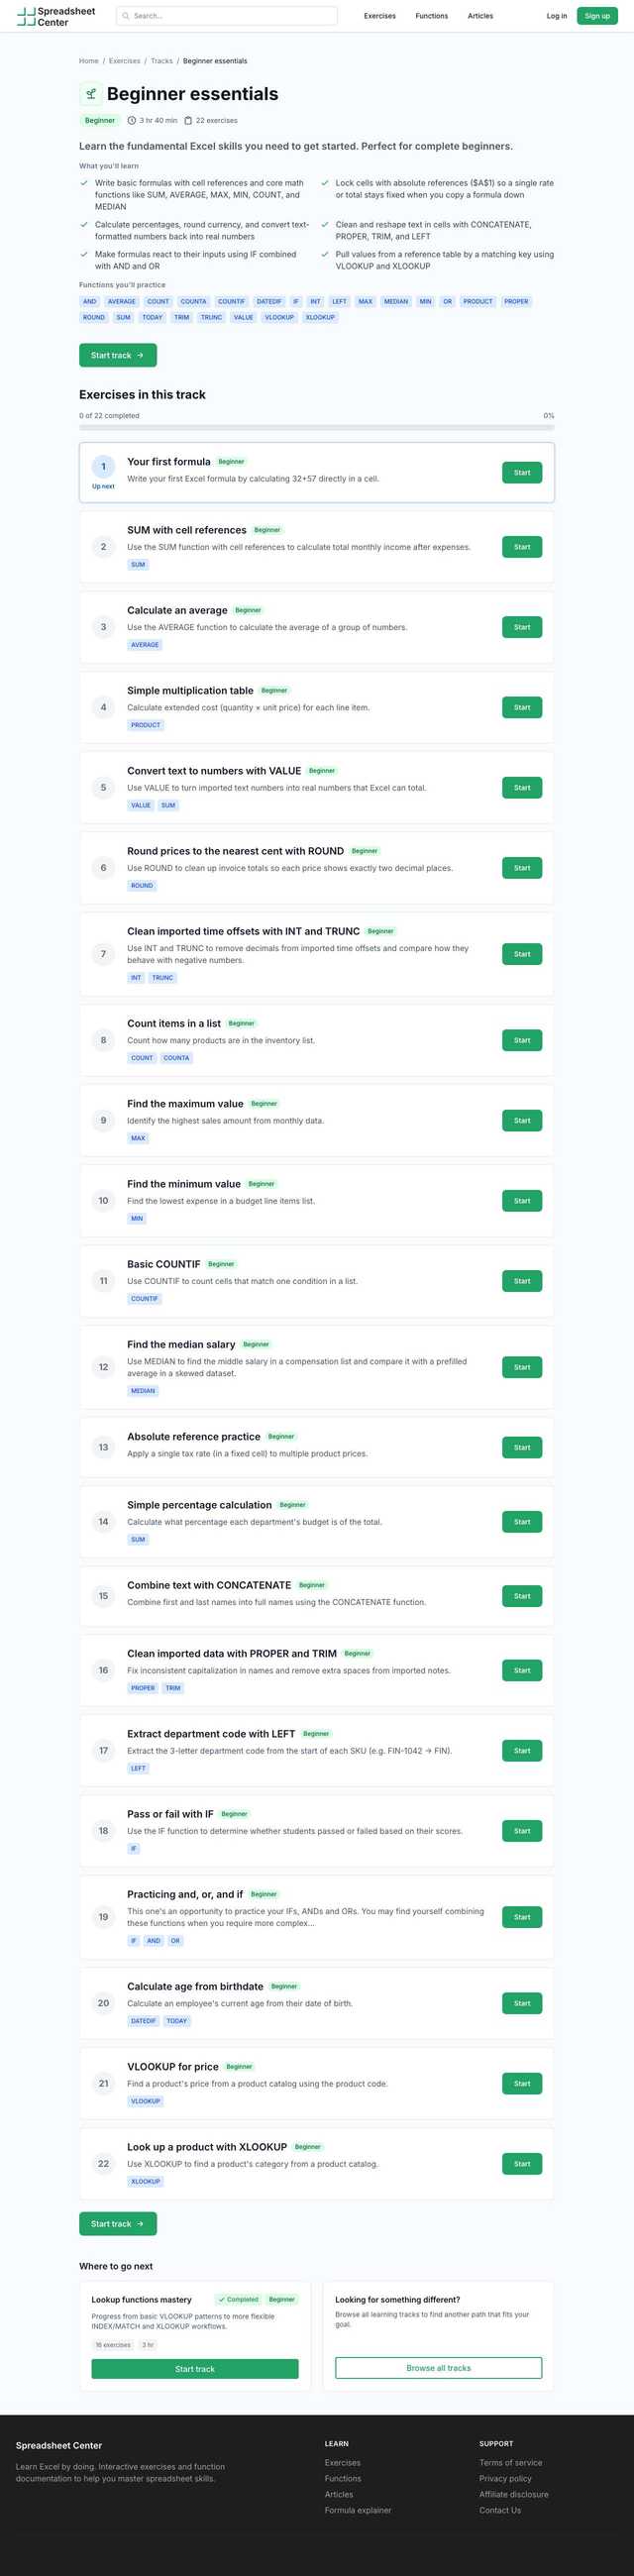 Spreadsheet
Center
Search...
Exercises
Functions
Articles
Log in
Sign up
Home / Exercises / Tracks / Beginner essentials
Beginner essentials
Beginner
3 hr 40 min
22 exercises
Learn the fundamental Excel skills you need to get started. Perfect for complete beginners.
What you'll learn
Write basic formulas with cell references and core math
functions like SUM, AVERAGE, MAX, MIN, COUNT, and
MEDIAN
Lock cells with absolute references ($A$1) so a single rate
or total stays fixed when you copy a formula down
Calculate percentages, round currency, and convert text-
formatted numbers back into real numbers
Clean and reshape text in cells with CONCATENATE,
PROPER, TRIM, and LEFT
Make formulas react to their inputs using IF combined
with AND and OR
Pull values from a reference table by a matching key using
VLOOKUP and XLOOKUP
Functions you'll practice
AND AVERAGE COUNT COUNTA COUNTIF DATEDIF IF INT LEFT MAX MEDIAN MIN OR PRODUCT PROPER
ROUND SUM TODAY TRIM TRUNC VALUE VLOOKUP XLOOKUP
Start track →
Exercises in this track
0 of 22 completed
0%
1
Up next
Your first formula Beginner
Write your first Excel formula by calculating 32+57 directly in a cell.
Start
2
SUM with cell references Beginner
Use the SUM function with cell references to calculate total monthly income after expenses.
SUM
Start
3
Calculate an average Beginner
Use the AVERAGE function to calculate the average of a group of numbers.
AVERAGE
Start
4
Simple multiplication table Beginner
Calculate extended cost (quantity × unit price) for each line item.
PRODUCT
Start
5
Convert text to numbers with VALUE Beginner
Use VALUE to turn imported text numbers into real numbers that Excel can total.
VALUE SUM
Start
6
Round prices to the nearest cent with ROUND Beginner
Use ROUND to clean up invoice totals so each price shows exactly two decimal places.
ROUND
Start
7
Clean imported time offsets with INT and TRUNC Beginner
Use INT and TRUNC to remove decimals from imported time offsets and compare how they
behave with negative numbers.
INT TRUNC
Start
8
Count items in a list Beginner
Count how many products are in the inventory list.
COUNT COUNTA
Start
9
Find the maximum value Beginner
Identify the highest sales amount from monthly data.
MAX
Start
10
Find the minimum value Beginner
Find the lowest expense in a budget line items list.
MIN
Start
11
Basic COUNTIF Beginner
Use COUNTIF to count cells that match one condition in a list.
COUNTIF
Start
12
Find the median salary Beginner
Use MEDIAN to find the middle salary in a compensation list and compare it with a prefilled
average in a skewed dataset.
MEDIAN
Start
13
Absolute reference practice Beginner
Apply a single tax rate (in a fixed cell) to multiple product prices.
Start
14
Simple percentage calculation Beginner
Calculate what percentage each department's budget is of the total.
SUM
Start
15
Combine text with CONCATENATE Beginner
Combine first and last names into full names using the CONCATENATE function.
Start
16
Clean imported data with PROPER and TRIM Beginner
Fix inconsistent capitalization in names and remove extra spaces from imported notes.
PROPER TRIM
Start
17
Extract department code with LEFT Beginner
Extract the 3-letter department code from the start of each SKU (e.g. FIN-1042 → FIN).
LEFT
Start
18
Pass or fail with IF Beginner
Use the IF function to determine whether students passed or failed based on their scores.
IF
Start
19
Practicing and, or, and if Beginner
This one's an opportunity to practice your IFs, ANDs and ORs. You may find yourself combining
these functions when you require more complex...
IF AND OR
Start
20
Calculate age from birthdate Beginner
Calculate an employee's current age from their date of birth.
DATEDIF TODAY
Start
21
VLOOKUP for price Beginner
Find a product's price from a product catalog using the product code.
VLOOKUP
Start
22
Look up a product with XLOOKUP Beginner
Use XLOOKUP to find a product's category from a product catalog.
XLOOKUP
Start
Start track →
Where to go next
Lookup functions mastery
Completed Beginner
Progress from basic VLOOKUP patterns to more flexible
INDEX/MATCH and XLOOKUP workflows.
16 exercises 3 hr
Start track
Looking for something different?
Browse all learning tracks to find another path that fits your
goal.
Browse all tracks
Spreadsheet Center
Learn Excel by doing. Interactive exercises and function
documentation to help you master spreadsheet skills.
LEARN
Exercises
Functions
Articles
Formula explainer
SUPPORT
Terms of service
Privacy policy
Affiliate disclosure
Contact Us